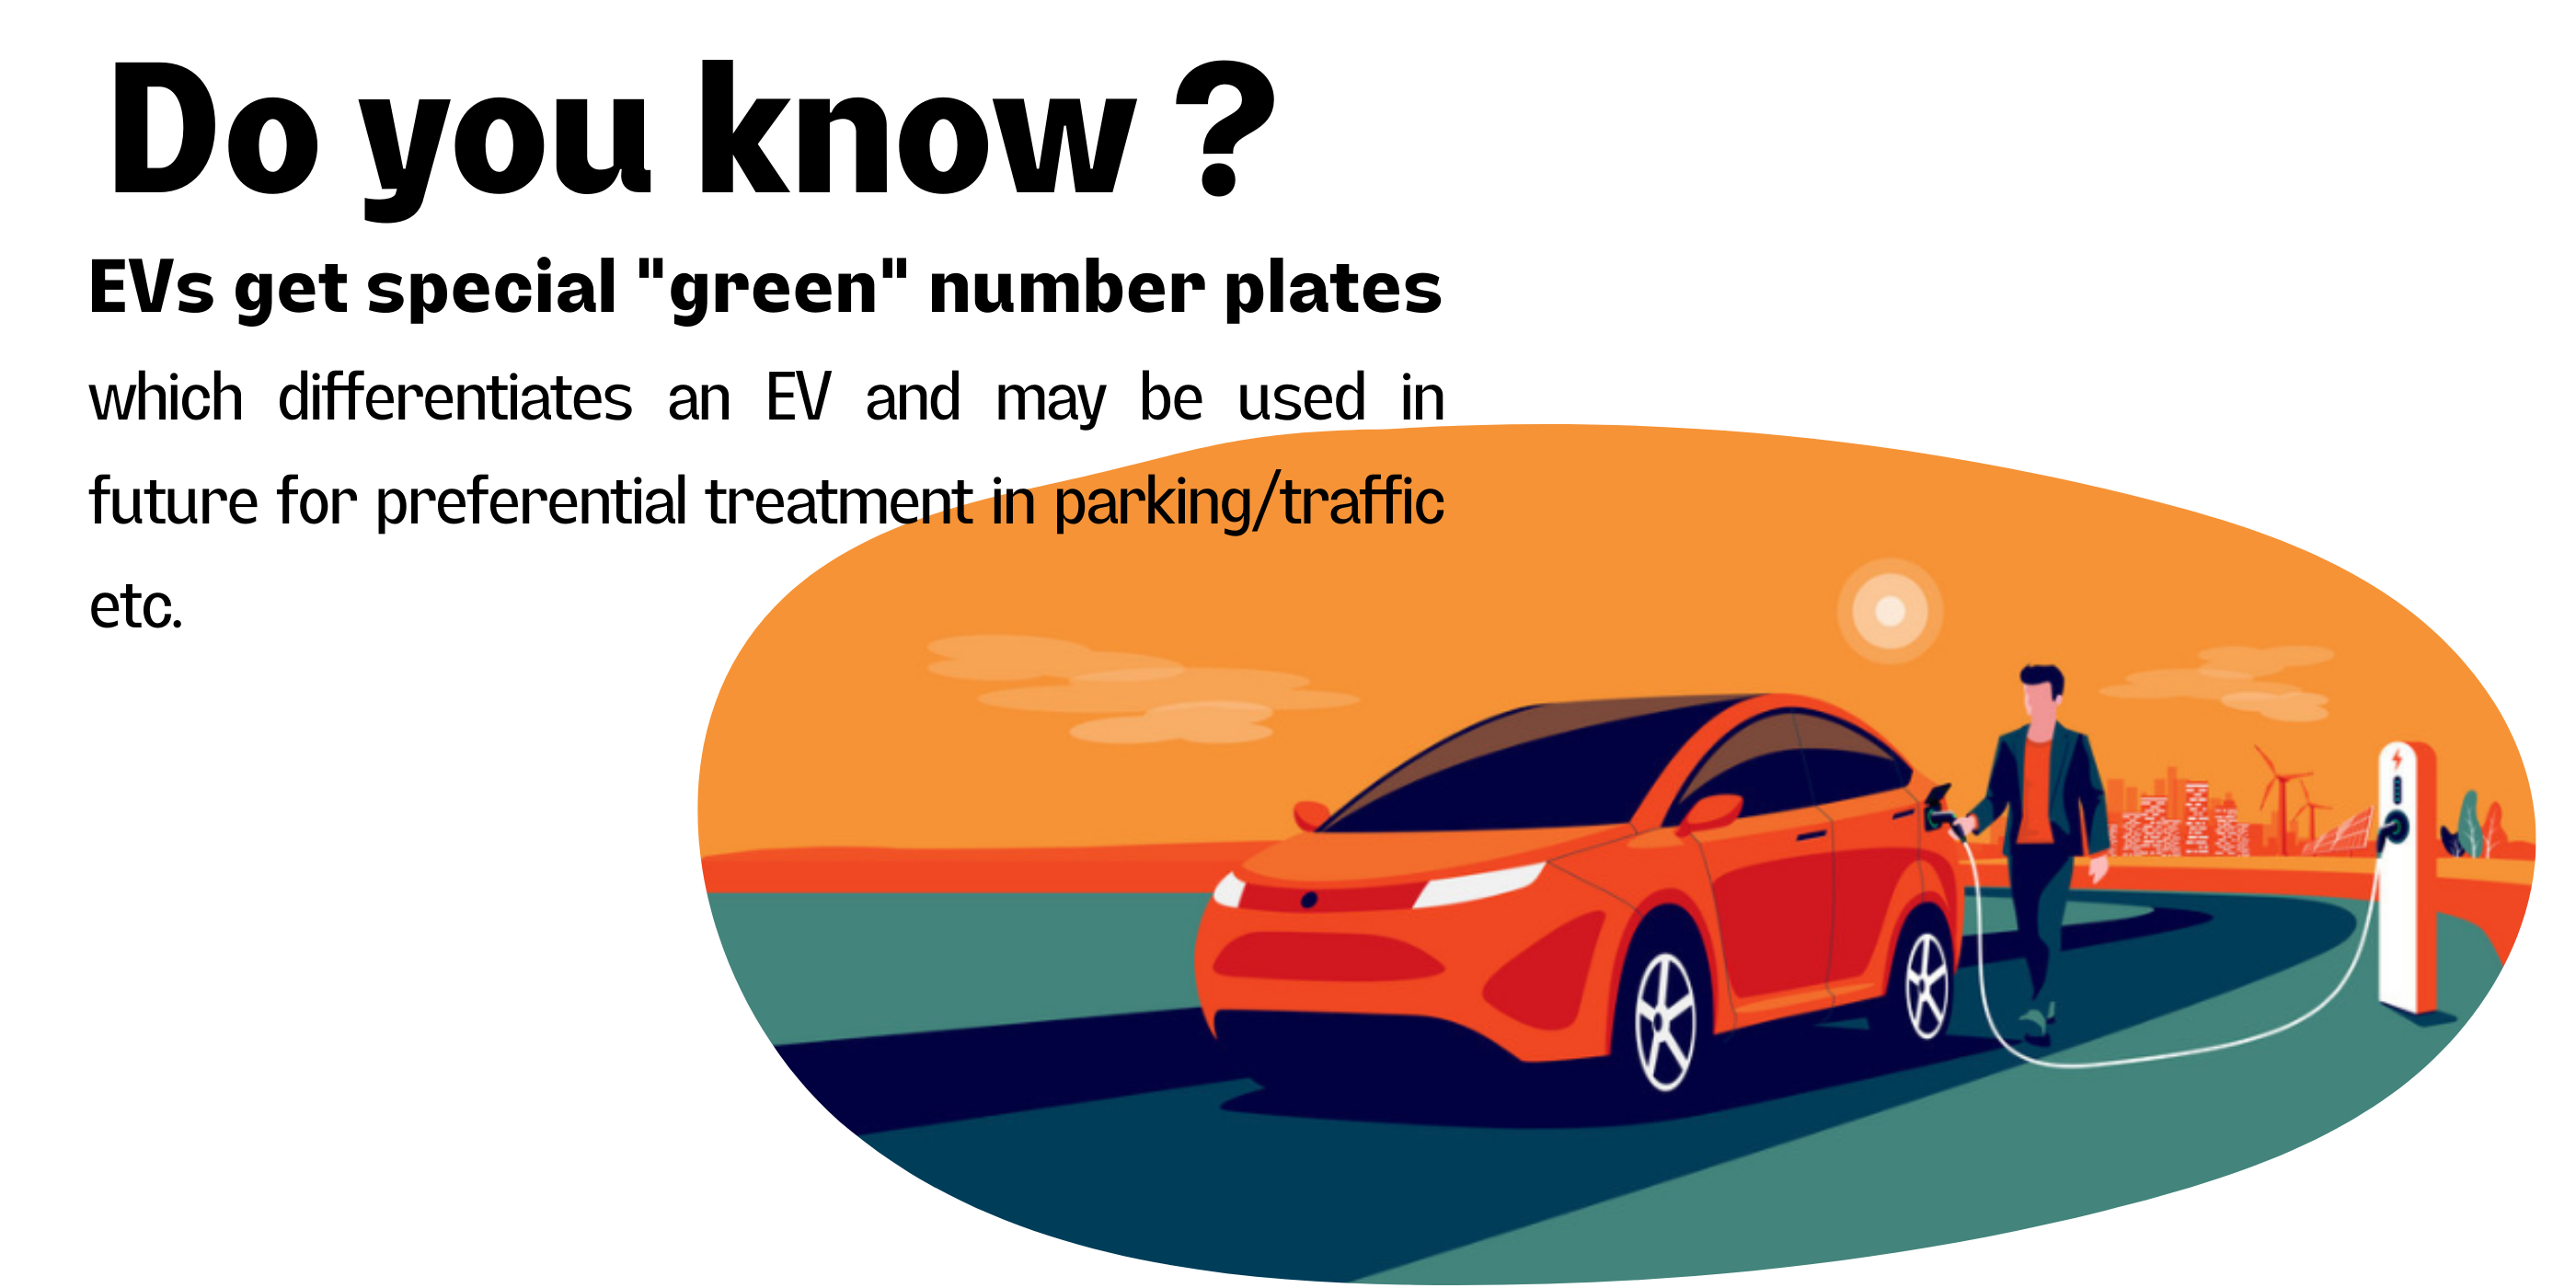 Do you know ?
EVs get special "green" number plates
which differentiates an EV and may be used in
future for preferential treatment in parking/traffic
etc.